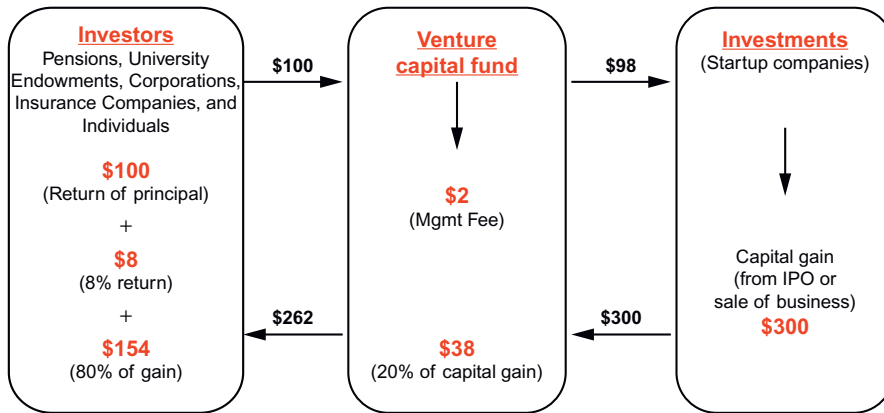 Investors
Pensions, University
Endowments, Corporations,
Insurance Companies, and
Individuals
$100
(Return of principal)
+
$8
(8% return)
+
$154
(80% of gain)
$100
$262
Venture
capital fund
$2
(Mgmt Fee)
$38
(20% of capital gain)
$98
$300
Investments
(Startup companies)
Capital gain
(from IPO or
sale of business)
$300